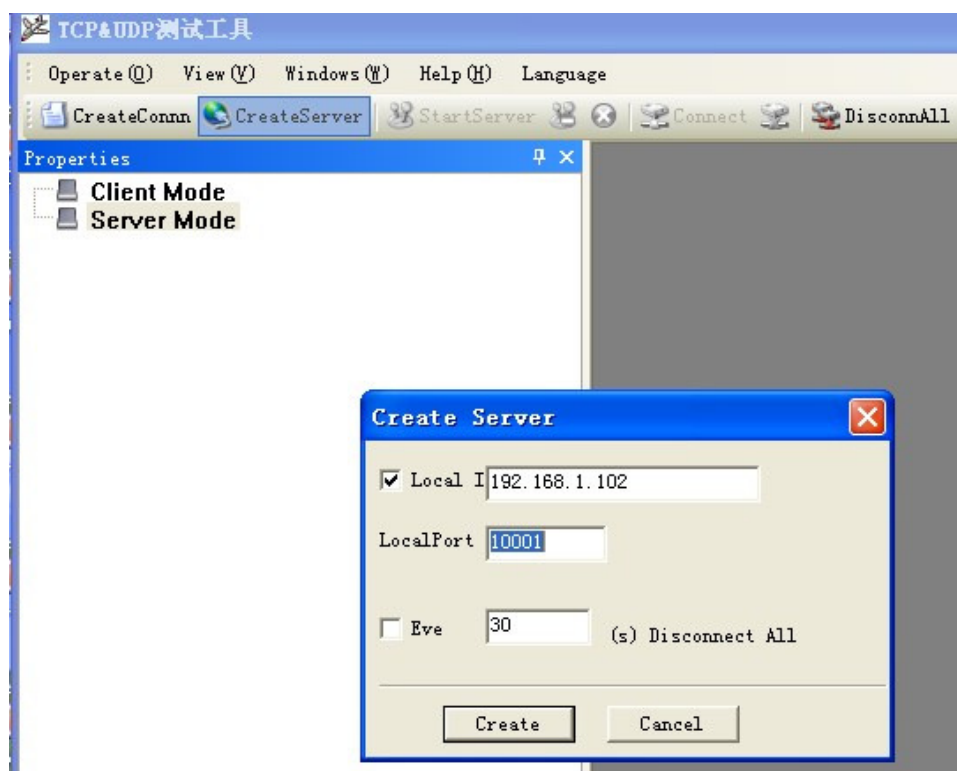 TCP&UDP测试工具
Operate(O) View(V) Windows(W) Help(H) Language
CreateConnn CreateServer StartServer Connect DisconnAll
Properties
Client Mode
Server Mode
Create Server
Local I 192.168.1.102
LocalPort 10001
Eve 30 (s) Disconnect All
Create Cancel